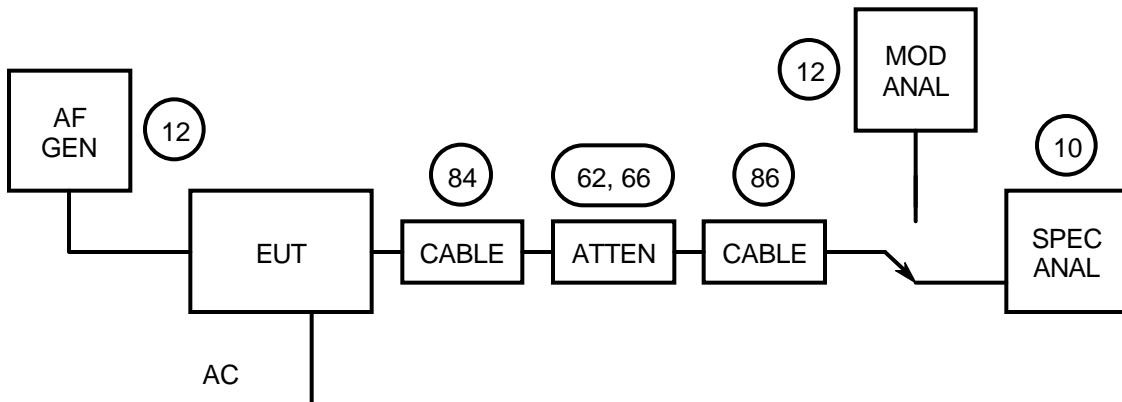 MOD
ANAL
12
AF
GEN
12
10
84
62, 66
86
EUT
CABLE
ATTEN
CABLE
SPEC
ANAL
AC